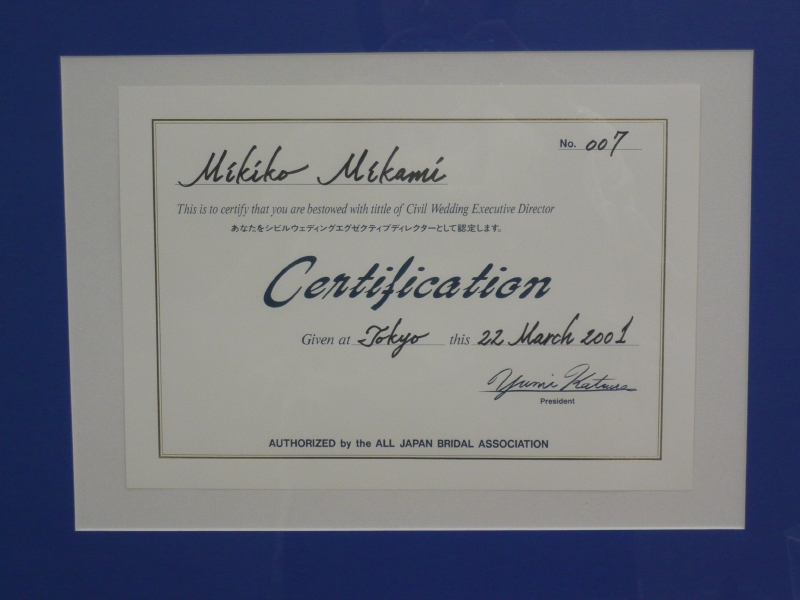 No. 007
Mikiko Mikami
This is to certify that you are bestowed with tittle of Civil Wedding Executive Director
あなたをシビルウェディングエグゼクティブディレクターとして認定します。
Certification
Given at Tokyo this 22 March 2001
Yumi Katsura
President
AUTHORIZED by the ALL JAPAN BRIDAL ASSOCIATION